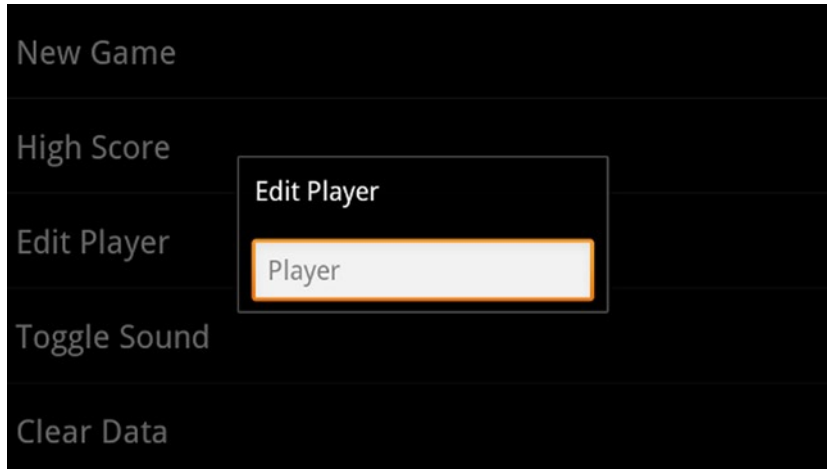 New Game
High Score
Edit Player
Toggle Sound
Clear Data
Edit Player
Player